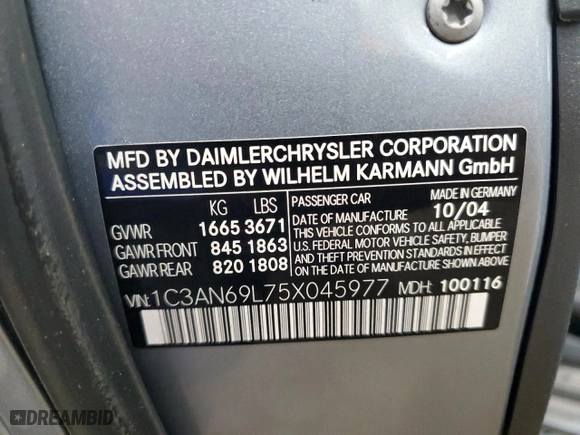 MFD BY DAIMLERCHRYSLER CORPORATION
ASSEMBLED BY WILHELM KARMANN GmbH
KG LBS
GVWR 1665 3671
GAWR FRONT 845 1863
GAWR REAR 820 1808
PASSENGER CAR MADE IN GERMANY
DATE OF MANUFACTURE 10/04
THIS VEHICLE CONFORMS TO ALL APPLICABLE
U.S. FEDERAL MOTOR VEHICLE SAFETY, BUMPER
AND THEFT PREVENTION STANDARDS IN EFFECT
ON THE DATE OF MANUFACTURE SHOWN ABOVE.
VIN: 1C3AN69L75X045977 MDH: 100116
DREAMBID